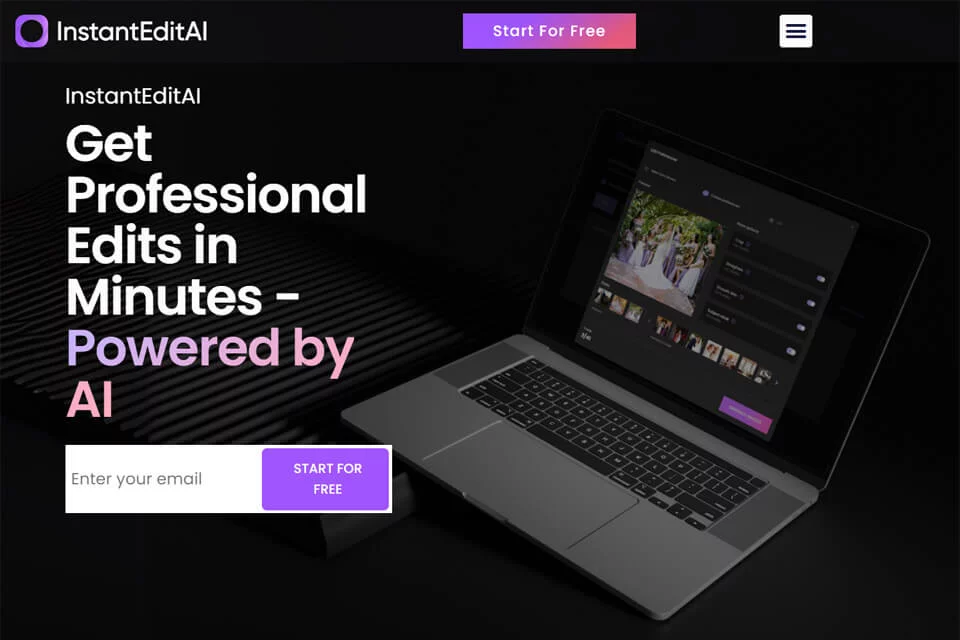 InstantEditAI
Start For Free
InstantEditAI
Get
Professional
Edits in
Minutes -
Powered by
AI
Enter your email
START FOR
FREE